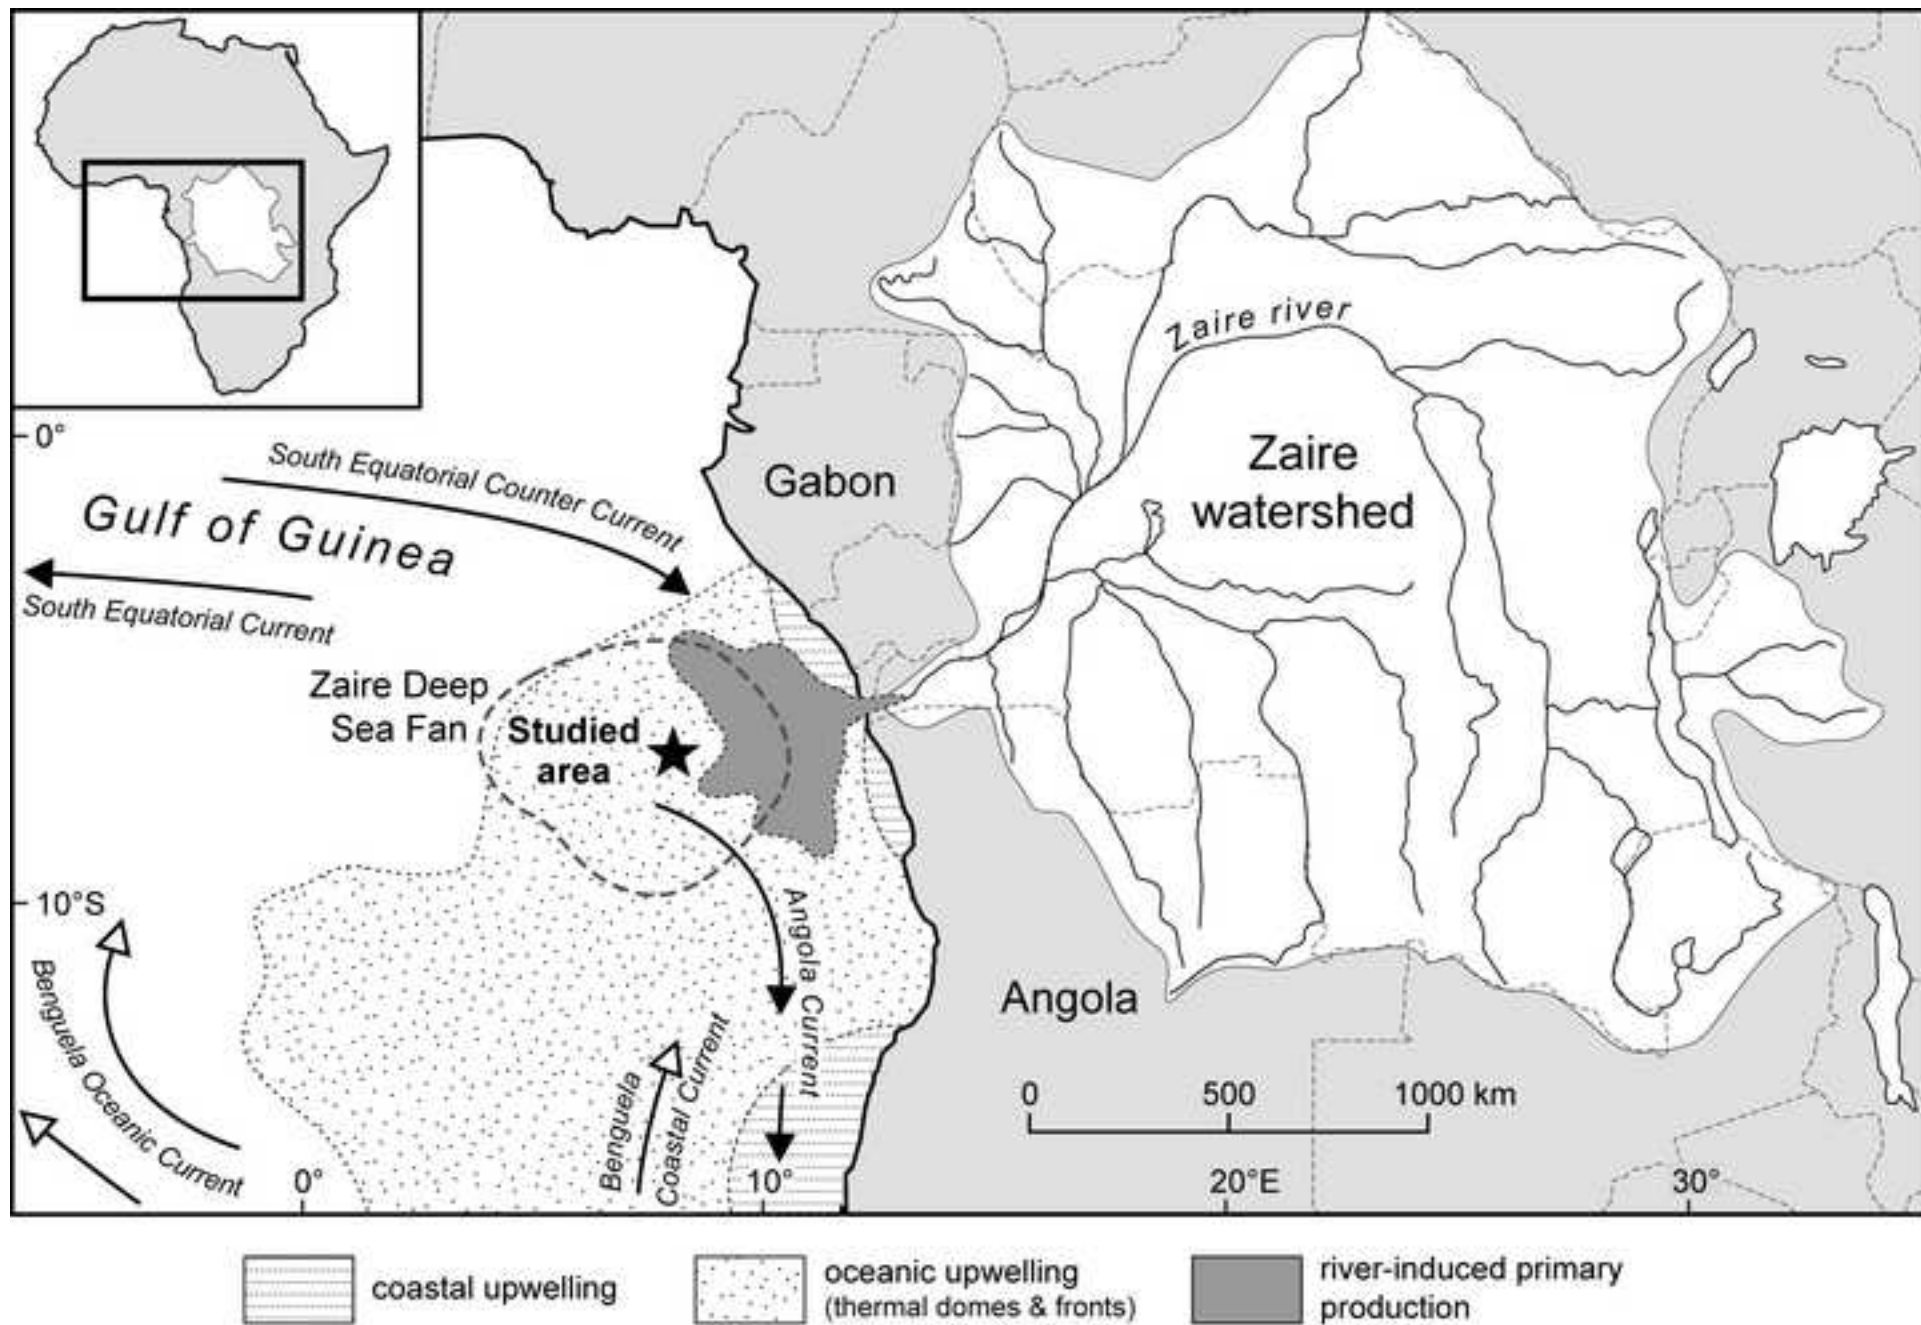 Zaire river
0°
South Equatorial Counter Current
Gulf of Guinea
South Equatorial Current
Gabon
Zaire
watershed
Zaire Deep
Sea Fan
Studied
area
10°S
Angola Current
Benguela Oceanic Current
Benguela
Coastal Current
Angola
0 500 1000 km
0° 10° 20°E 30°
coastal upwelling
oceanic upwelling
(thermal domes & fronts)
river-induced primary
production